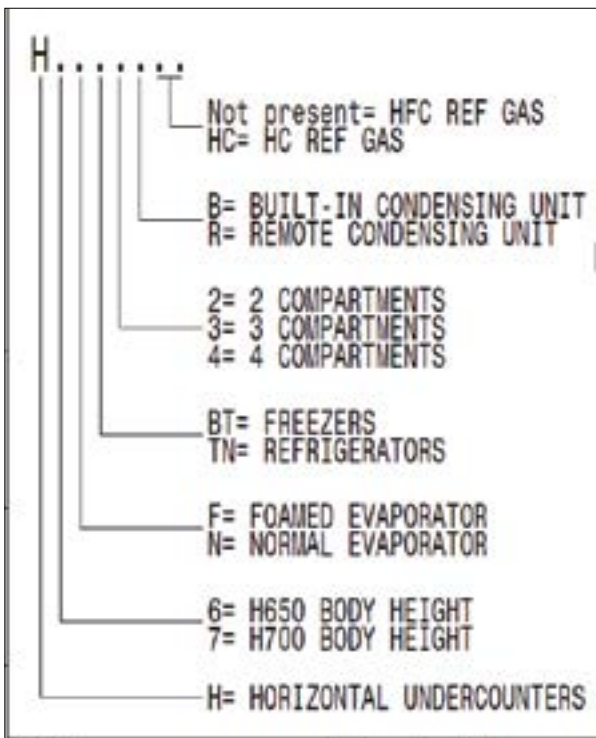 H......
Not present= HFC REF GAS
HC= HC REF GAS
B= BUILT-IN CONDENSING UNIT
R= REMOTE CONDENSING UNIT
2= 2 COMPARTMENTS
3= 3 COMPARTMENTS
4= 4 COMPARTMENTS
BT= FREEZERS
TN= REFRIGERATORS
F= FOAMED EVAPORATOR
N= NORMAL EVAPORATOR
6= H650 BODY HEIGHT
7= H700 BODY HEIGHT
H= HORIZONTAL UNDERCOUNTERS